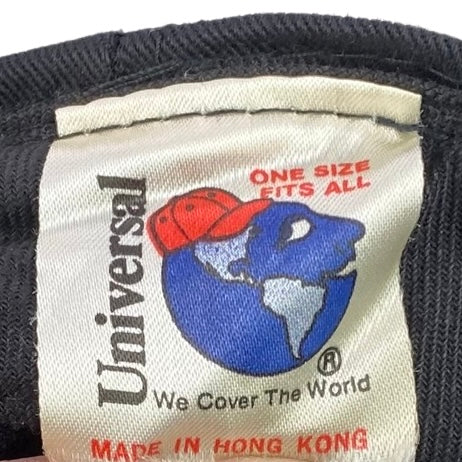 ONE SIZE
FITS ALL
Universal
®
We Cover The World
MADE IN HONG KONG